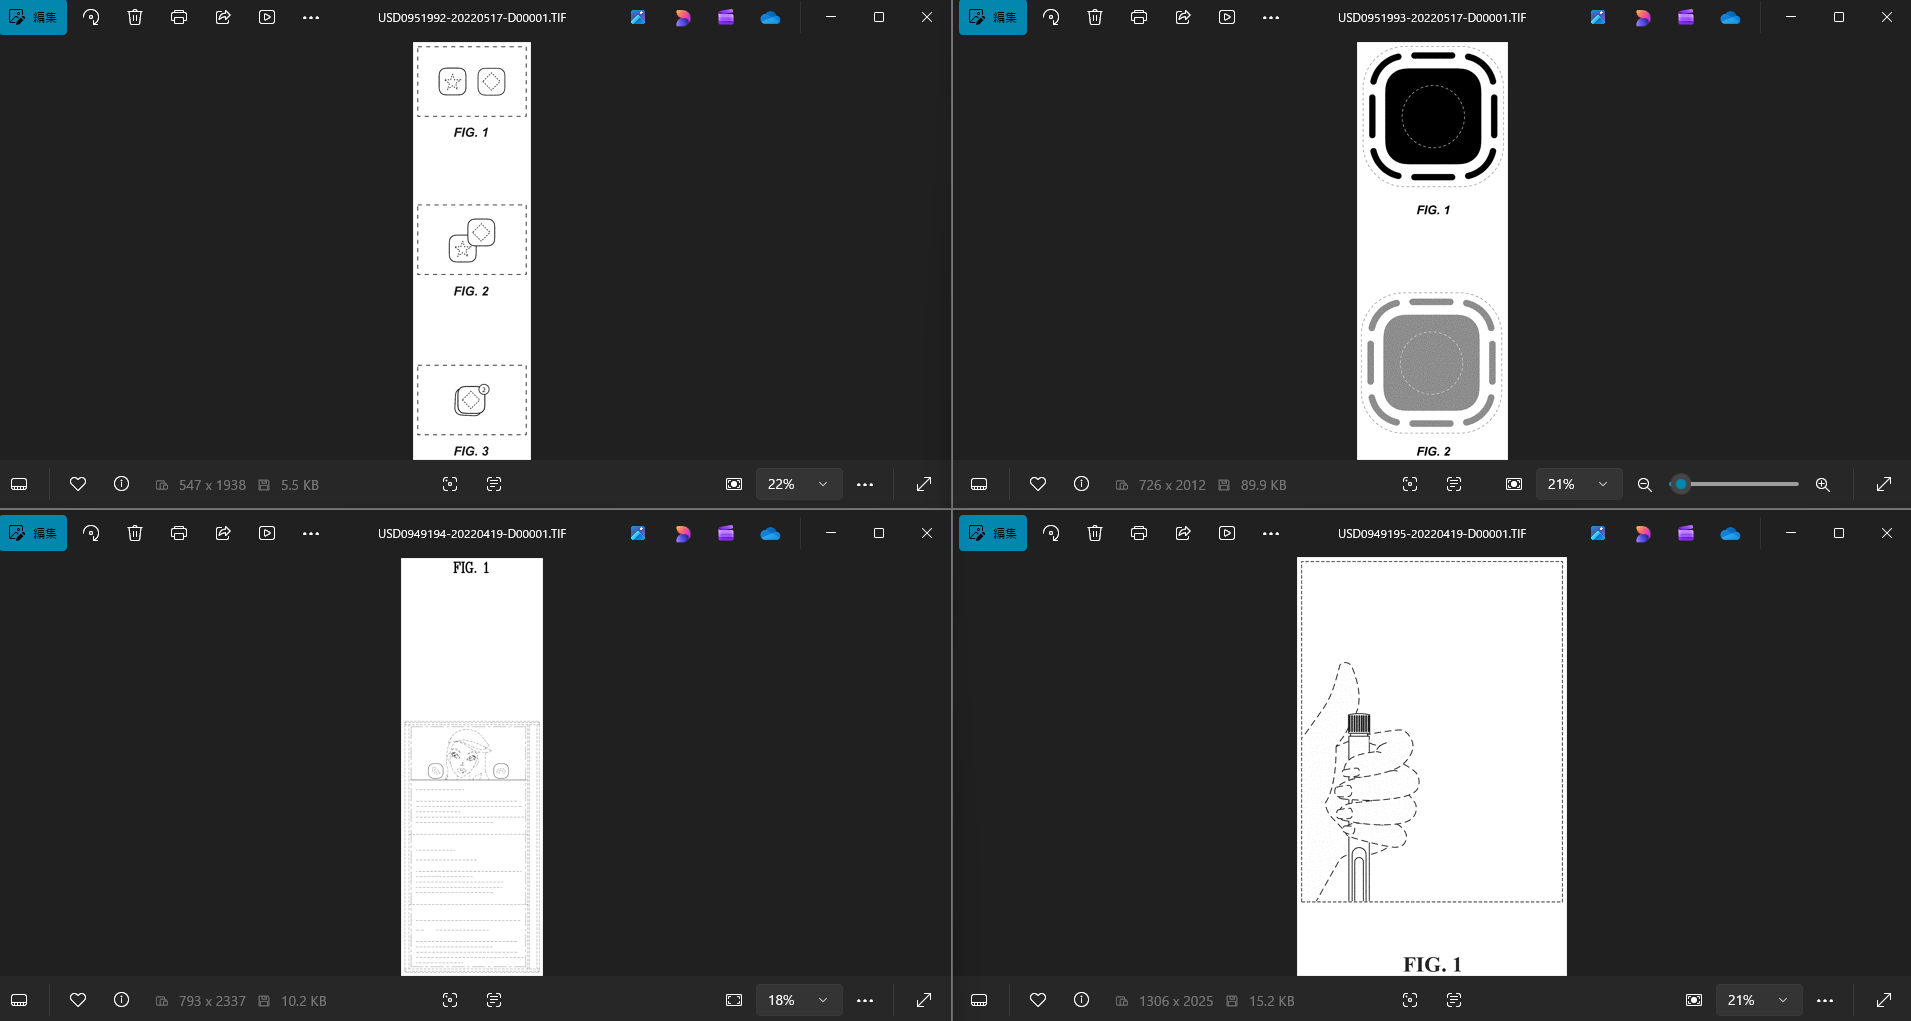 編集
USD0951992-20220517-D00001.TIF
FIG. 1
FIG. 2
2
FIG. 3
547 x 1938
5.5 KB
22%
編集
USD0951993-20220517-D00001.TIF
FIG. 1
FIG. 2
726 x 2012
89.9 KB
21%
編集
USD0949194-20220419-D00001.TIF
FIG. 1
793 x 2337
10.2 KB
18%
編集
USD0949195-20220419-D00001.TIF
FIG. 1
1306 x 2025
15.2 KB
21%